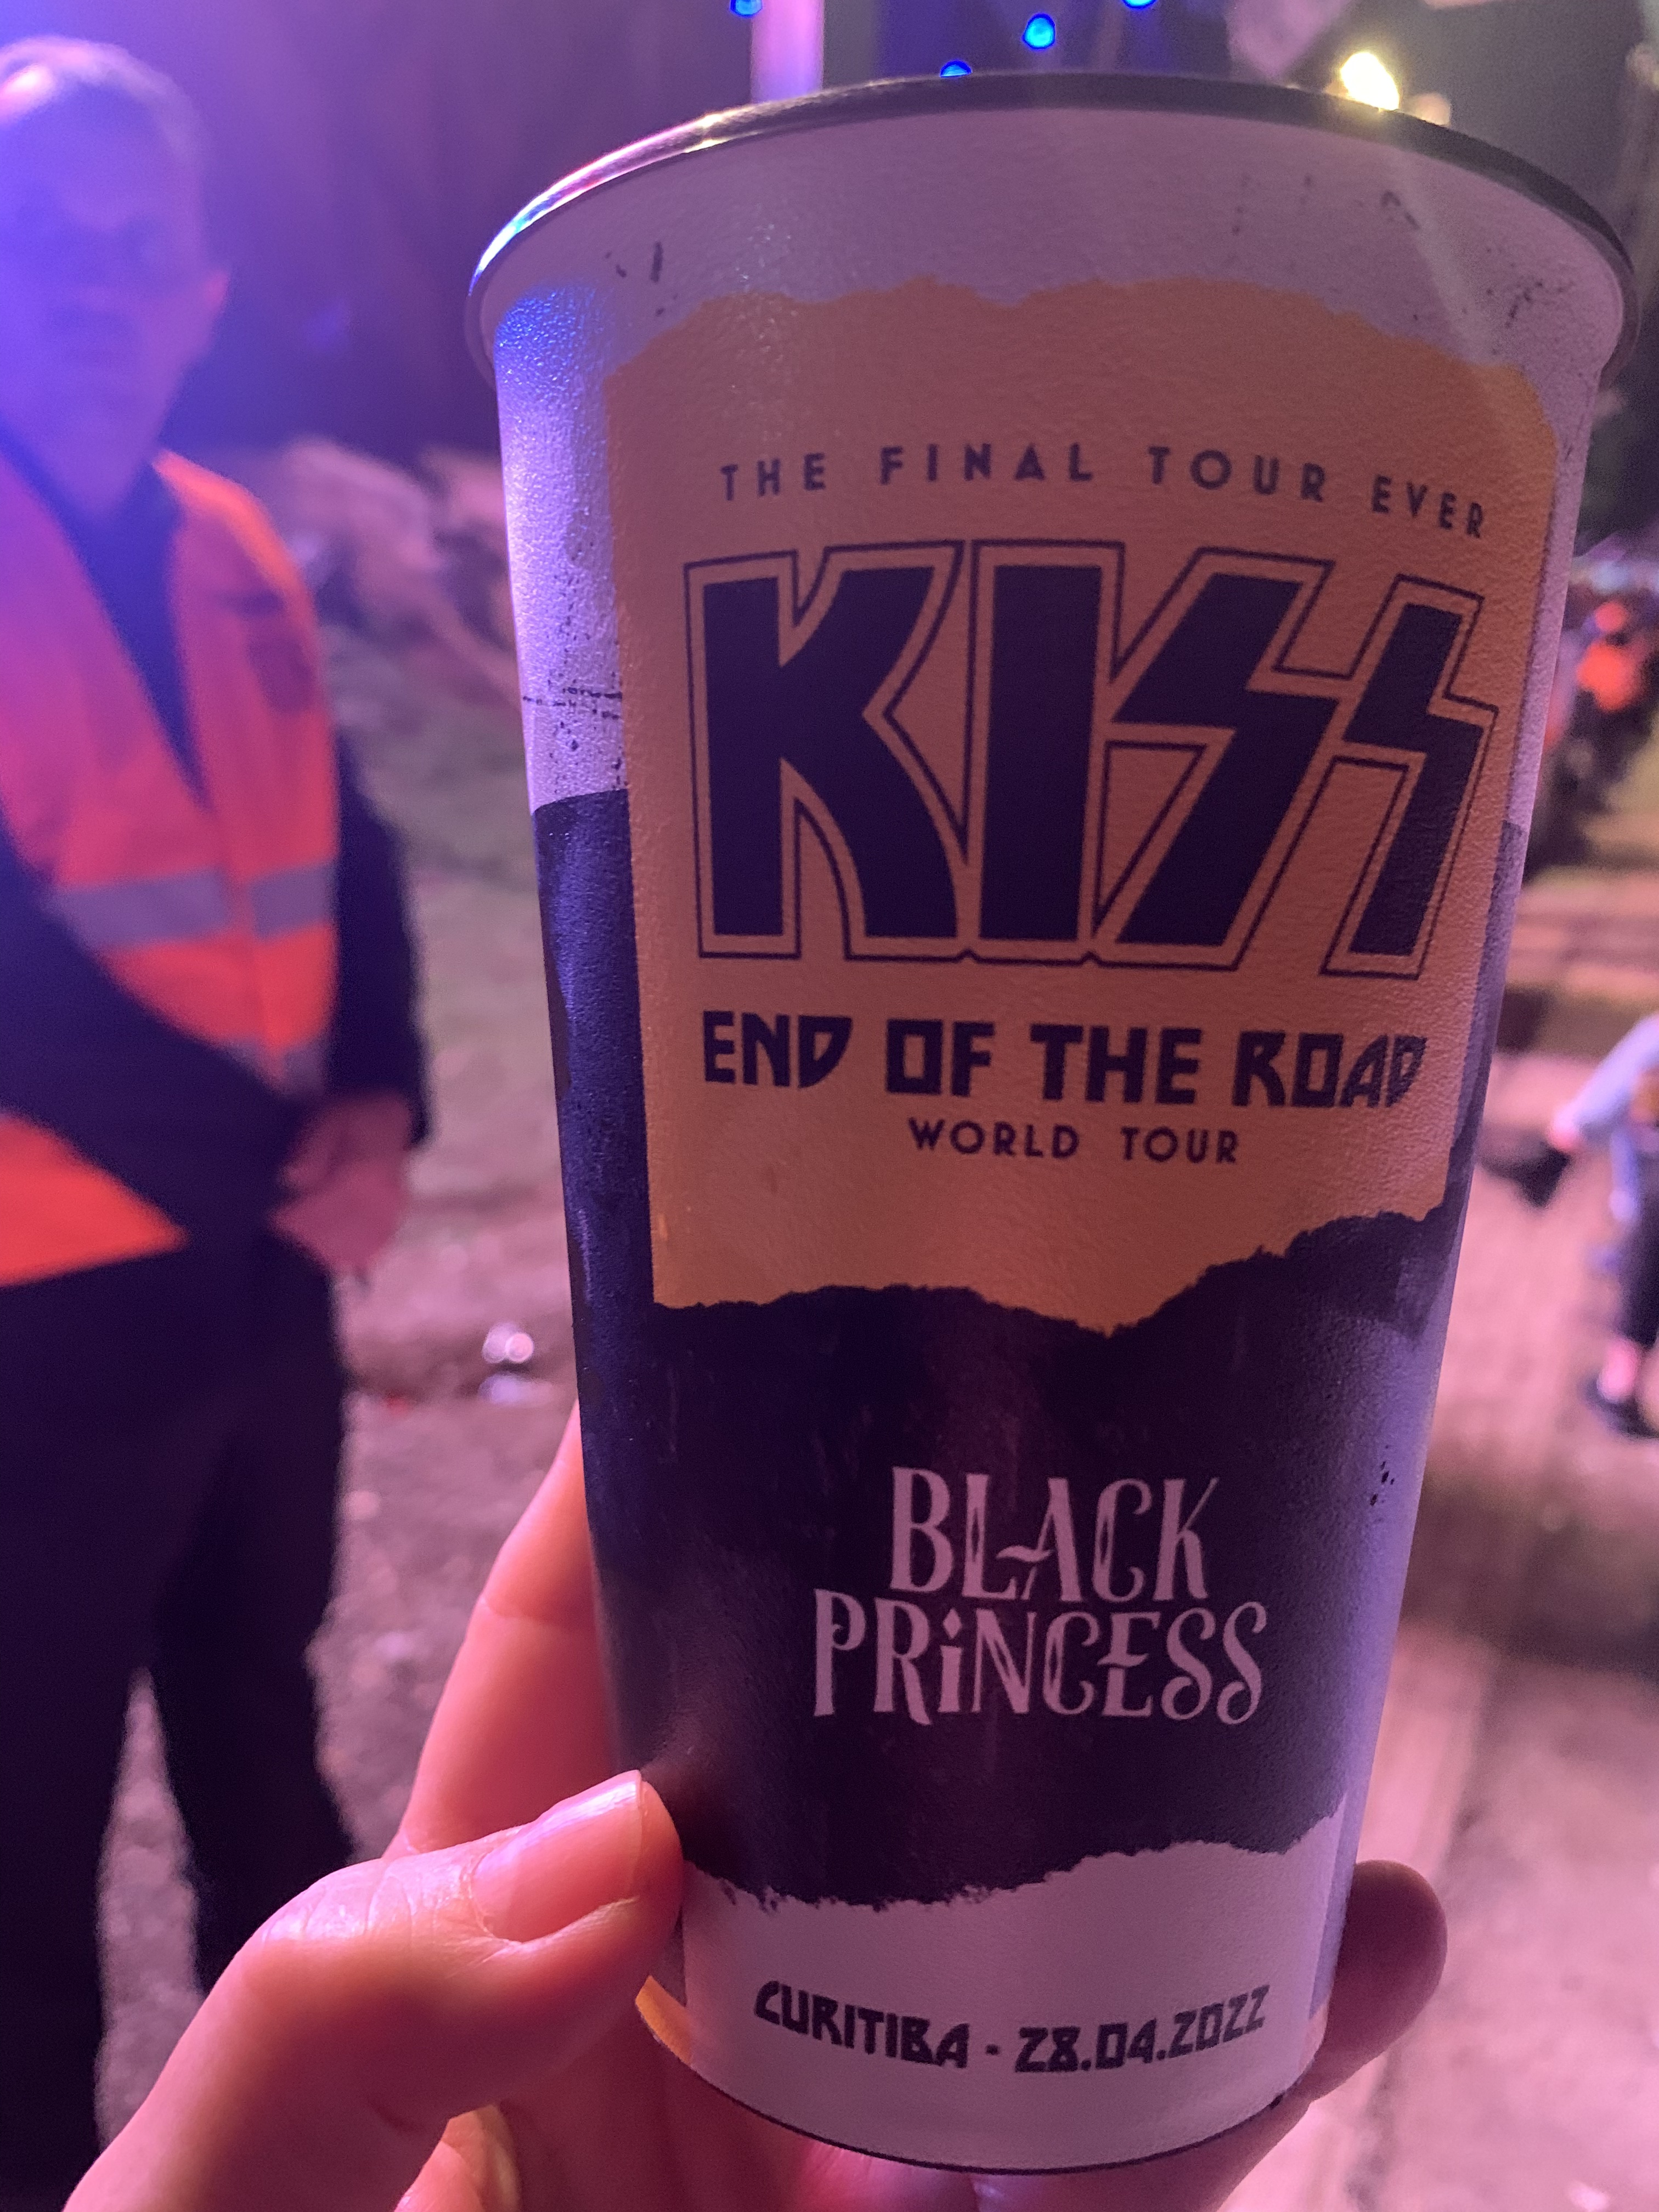 THE FINAL TOUR EVER
KISS
END OF THE ROAD
WORLD TOUR
BLACK
PRiNCESS
CURITIBA - 28.04.2022